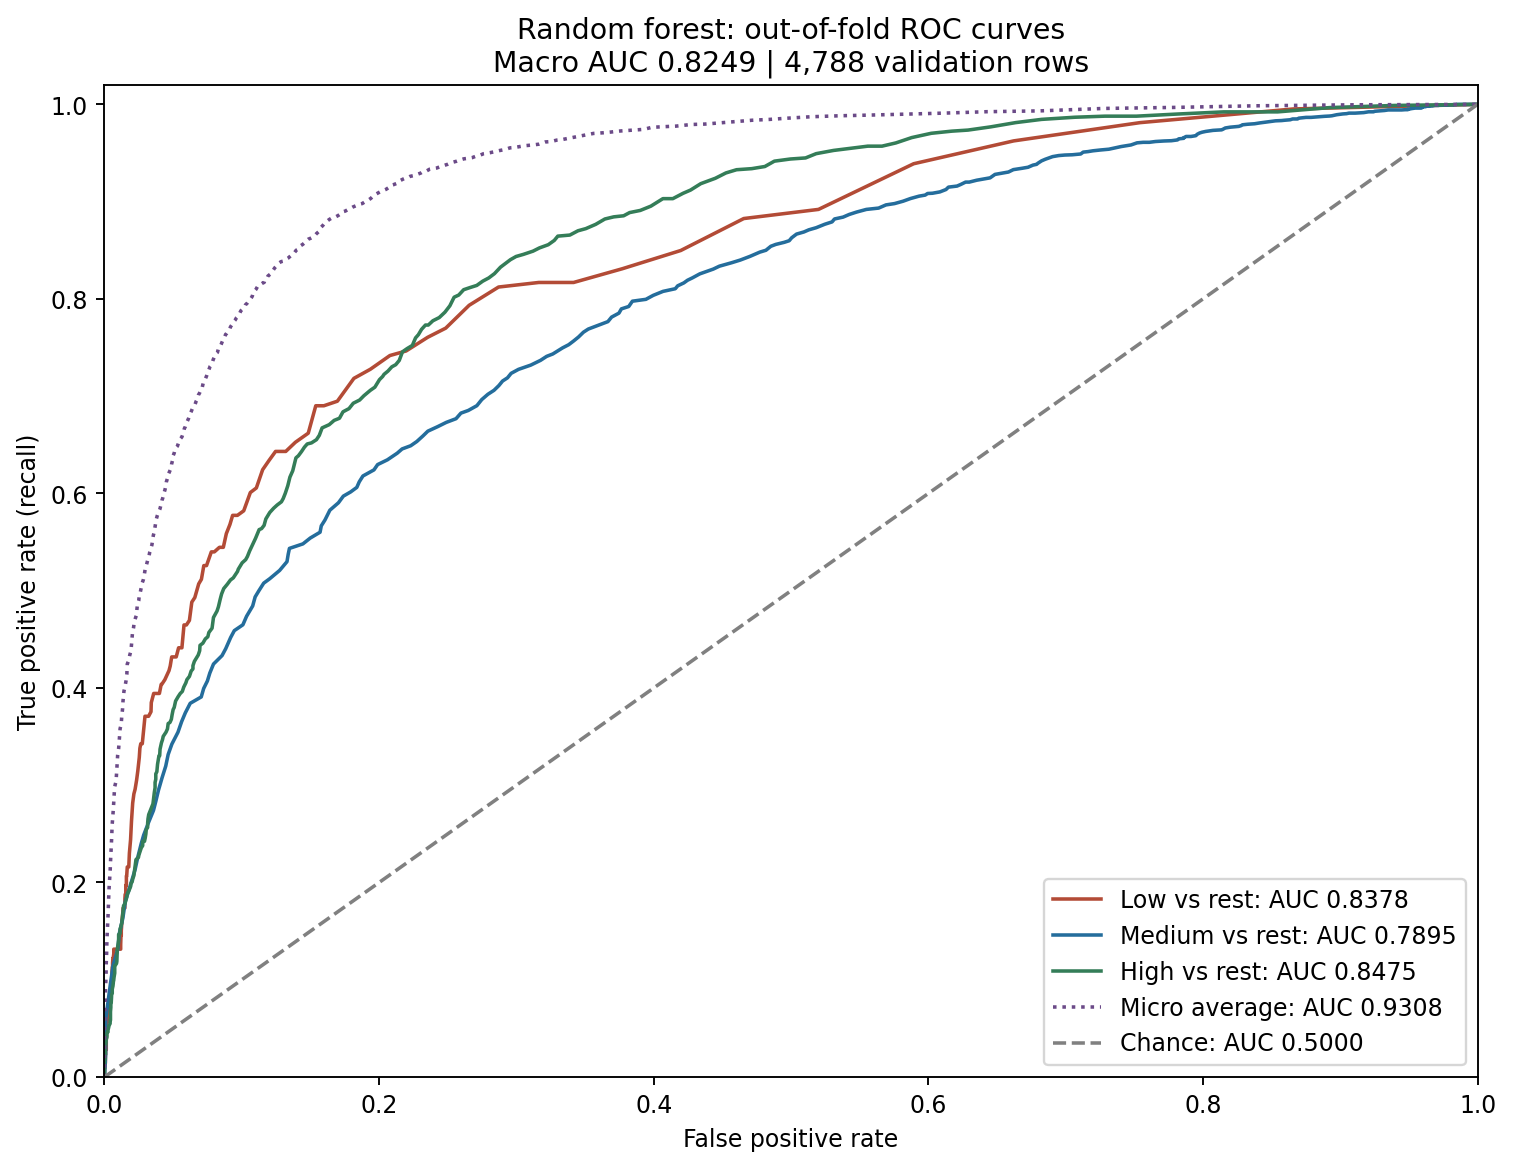 Random forest: out-of-fold ROC curves
Macro AUC 0.8249 | 4,788 validation rows
True positive rate (recall)
1.0
0.8
0.6
0.4
0.2
0.0
0.0
0.2
0.4
0.6
0.8
1.0
False positive rate
Low vs rest: AUC 0.8378
Medium vs rest: AUC 0.7895
High vs rest: AUC 0.8475
Micro average: AUC 0.9308
Chance: AUC 0.5000